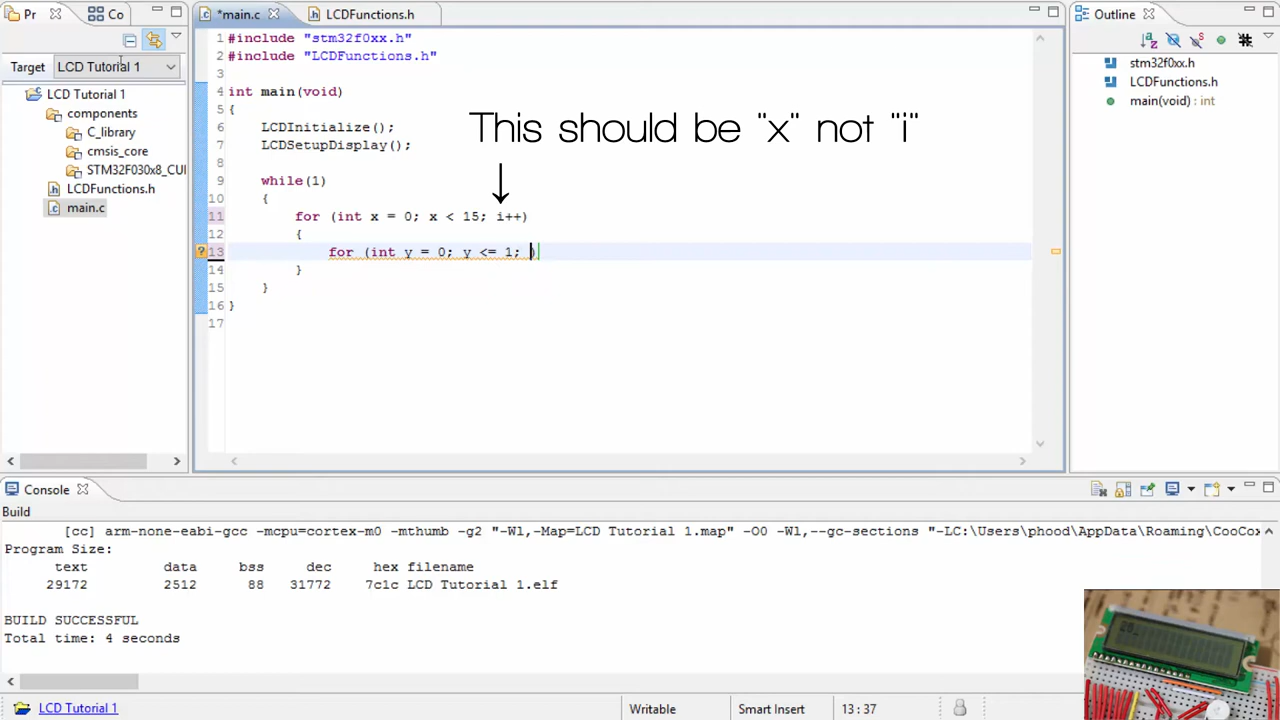 Pr
Co
*main.c
LCDFunctions.h
Outline
Target
LCD Tutorial 1
LCD Tutorial 1
components
C_library
cmsis_core
STM32F030x8_CU
LCDFunctions.h
main.c
1 #include "stm32f0xx.h"
2 #include "LCDFunctions.h"
3
4 int main(void)
5 {
6 LCDInitialize();
7 LCDSetupDisplay();
8
9 while(1)
10 {
11 for (int x = 0; x < 15; i++)
12 {
13 for (int y = 0; y <= 1; )
14 }
15 }
16 }
17
This should be "x" not "i"
stm32f0xx.h
LCDFunctions.h
main(void) : int
Console
Build
[cc] arm-none-eabi-gcc -mcpu=cortex-m0 -mthumb -g2 "-Wl,-Map=LCD Tutorial 1.map" -O0 -Wl,--gc-sections "-LC:\Users\phood\AppData\Roaming\CooCox
Program Size:
text data bss dec hex filename
29172 2512 88 31772 7c1c LCD Tutorial 1.elf
BUILD SUCCESSFUL
Total time: 4 seconds
LCD Tutorial 1
Writable
Smart Insert
13:37